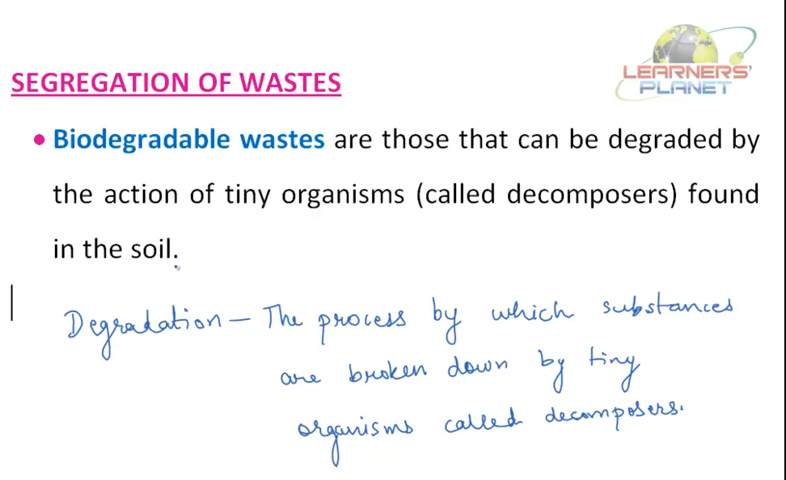 LEARNERS'
PLANET
SEGREGATION OF WASTES
• Biodegradable wastes are those that can be degraded by
the action of tiny organisms (called decomposers) found
in the soil.
Degradation – The process by which substances
are broken down by tiny
organisms called decomposers.